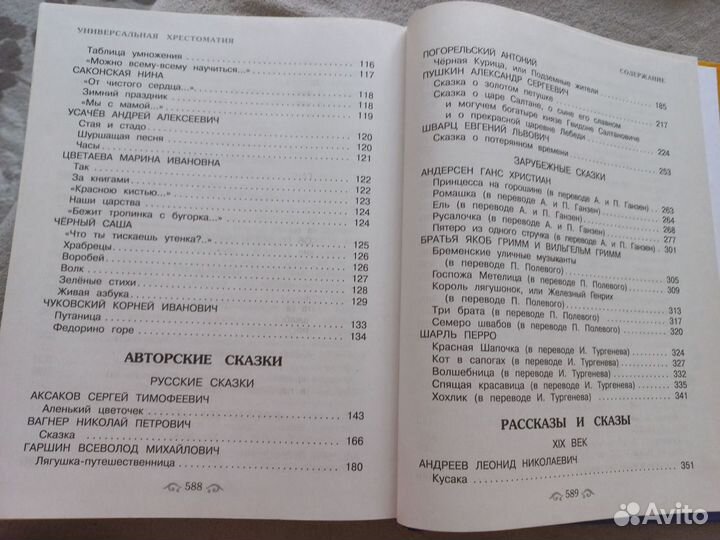 УНИВЕРСАЛЬНАЯ ХРЕСТОМАТИЯ
Таблица умножения 116
«Можно всему-всему научиться...» 117
САКОНСКАЯ НИНА
«От чистого сердца...» 118
Зимний праздник 118
«Мы с мамой...» 119
УСАЧЁВ АНДРЕЙ АЛЕКСЕЕВИЧ
Стая и стадо 120
Шуршащая песня 120
Часы 121
ЦВЕТАЕВА МАРИНА ИВАНОВНА
Так 122
За книгами 122
«Красною кистью...» 123
Наши царства 124
«Бежит тропинка с бугорка...» 124
ЧЁРНЫЙ САША
«Что ты тискаешь утенка?..» 125
Храбрецы 126
Воробей 126
Волк 127
Зелёные стихи 128
Живая азбука 129
ЧУКОВСКИЙ КОРНЕЙ ИВАНОВИЧ
Путаница 133
Федорино горе 134
АВТОРСКИЕ СКАЗКИ
РУССКИЕ СКАЗКИ
АКСАКОВ СЕРГЕЙ ТИМОФЕЕВИЧ
Аленький цветочек 143
ВАГНЕР НИКОЛАЙ ПЕТРОВИЧ
Сказка 166
ГАРШИН ВСЕВОЛОД МИХАЙЛОВИЧ
Лягушка-путешественница 180
588
СОДЕРЖАНИЕ
ПОГОРЕЛЬСКИЙ АНТОНИЙ
Чёрная Курица, или Подземные жители 185
ПУШКИН АЛЕКСАНДР СЕРГЕЕВИЧ
Сказка о золотом петушке 217
Сказка о царе Салтане, о сыне его славном
и могучем богатыре князе Гвидоне Салтановиче
и о прекрасной царевне Лебеди 224
ШВАРЦ ЕВГЕНИЙ ЛЬВОВИЧ
Сказка о потерянном времени 253
ЗАРУБЕЖНЫЕ СКАЗКИ
АНДЕРСЕН ГАНС ХРИСТИАН
Принцесса на горошине (в переводе А. и П. Ганзен) 263
Ромашка (в переводе А. и П. Ганзен) 264
Ель (в переводе А. и П. Ганзен) 268
Русалочка (в переводе А. и П. Ганзен) 277
Пятеро из одного стручка (в переводе А. и П. Ганзен) 301
БРАТЬЯ ЯКОБ ГРИММ И ВИЛЬГЕЛЬМ ГРИММ
Бременские уличные музыканты
(в переводе П. Полевого) 305
Госпожа Метелица (в переводе П. Полевого) 309
Король лягушонок, или Железный Генрих
(в переводе П. Полевого) 313
Три брата (в переводе П. Полевого) 317
Семеро швабов (в переводе П. Полевого) 320
ШАРЛЬ ПЕРРО
Красная Шапочка (в переводе И. Тургенева) 324
Кот в сапогах (в переводе И. Тургенева) 327
Волшебница (в переводе И. Тургенева) 332
Спящая красавица (в переводе И. Тургенева) 335
Хохлик (в переводе И. Тургенева) 341
РАССКАЗЫ И СКАЗЫ
XIX ВЕК
АНДРЕЕВ ЛЕОНИД НИКОЛАЕВИЧ
Кусака 351
589
Avito